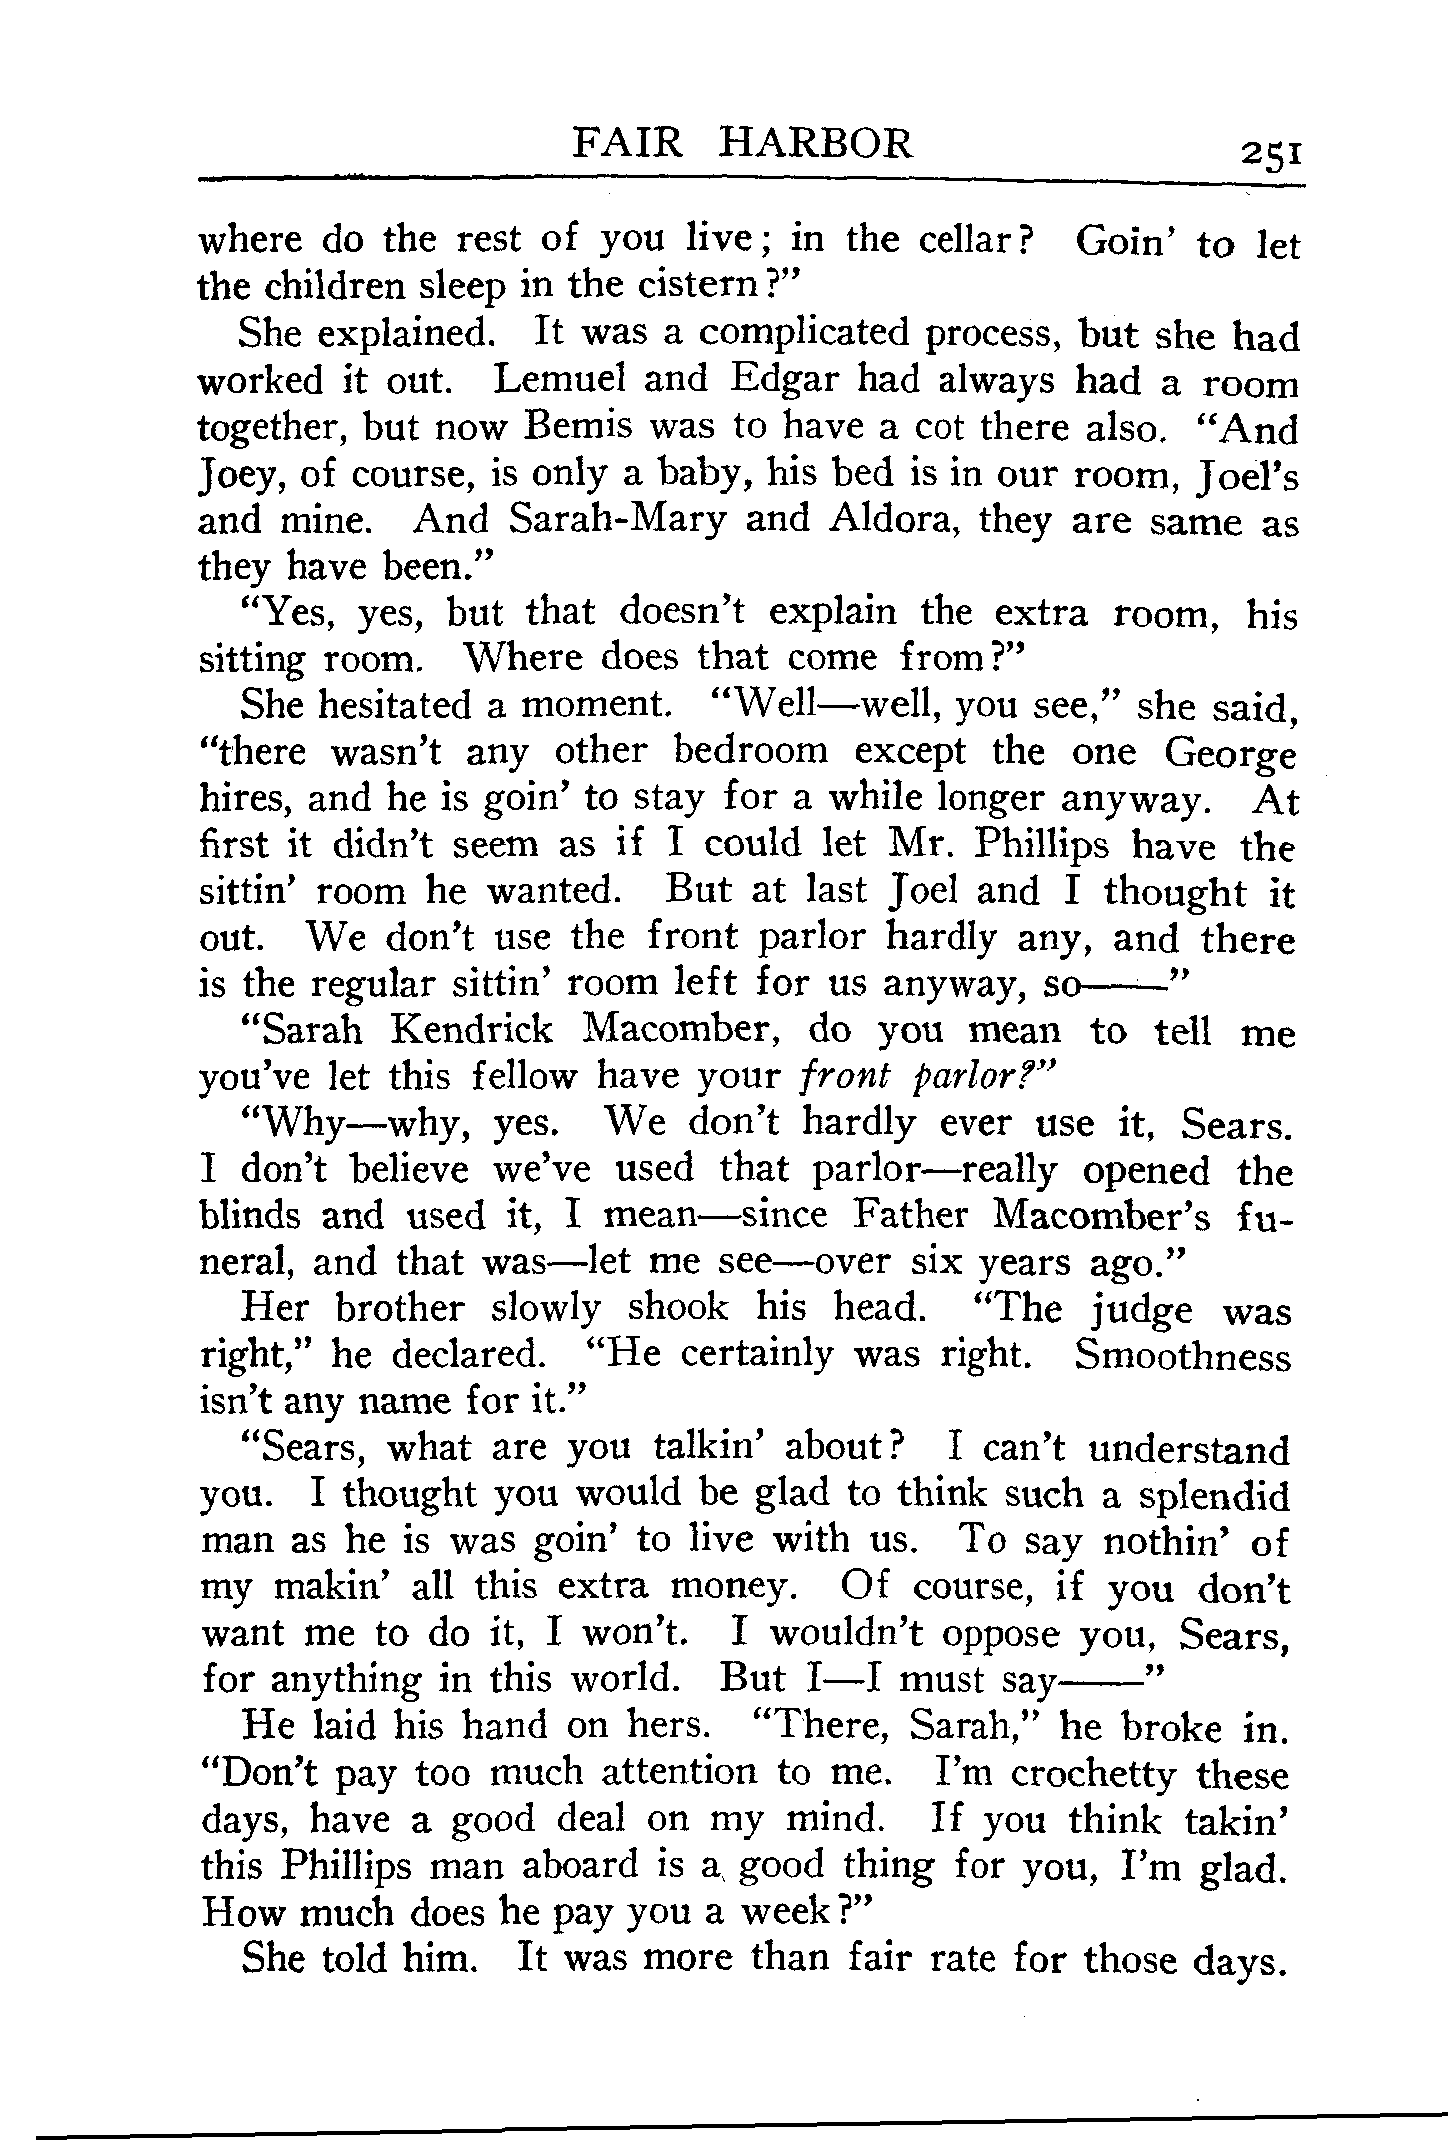 FAIR HARBOR 251
where do the rest of you live; in the cellar? Goin' to let
the children sleep in the cistern?"
She explained. It was a complicated process, but she had
worked it out. Lemuel and Edgar had always had a room
together, but now Bemis was to have a cot there also. "And
Joey, of course, is only a baby, his bed is in our room, Joel's
and mine. And Sarah-Mary and Aldora, they are same as
they have been."
"Yes, yes, but that doesn't explain the extra room, his
sitting room. Where does that come from?"
She hesitated a moment. "Well—well, you see," she said,
"there wasn't any other bedroom except the one George
hires, and he is goin' to stay for a while longer anyway. At
first it didn't seem as if I could let Mr. Phillips have the
sittin' room he wanted. But at last Joel and I thought it
out. We don't use the front parlor hardly any, and there
is the regular sittin' room left for us anyway, so——"
"Sarah Kendrick Macomber, do you mean to tell me
you've let this fellow have your front parlor?"
"Why—why, yes. We don't hardly ever use it, Sears.
I don't believe we've used that parlor—really opened the
blinds and used it, I mean—since Father Macomber's fu-
neral, and that was—let me see—over six years ago."
Her brother slowly shook his head. "The judge was
right," he declared. "He certainly was right. Smoothness
isn't any name for it."
"Sears, what are you talkin' about? I can't understand
you. I thought you would be glad to think such a splendid
man as he is was goin' to live with us. To say nothin' of
my makin' all this extra money. Of course, if you don't
want me to do it, I won't. I wouldn't oppose you, Sears,
for anything in this world. But I—I must say——"
He laid his hand on hers. "There, Sarah," he broke in.
"Don't pay too much attention to me. I'm crochetty these
days, have a good deal on my mind. If you think takin'
this Phillips man aboard is a good thing for you, I'm glad.
How much does he pay you a week?"
She told him. It was more than fair rate for those days.